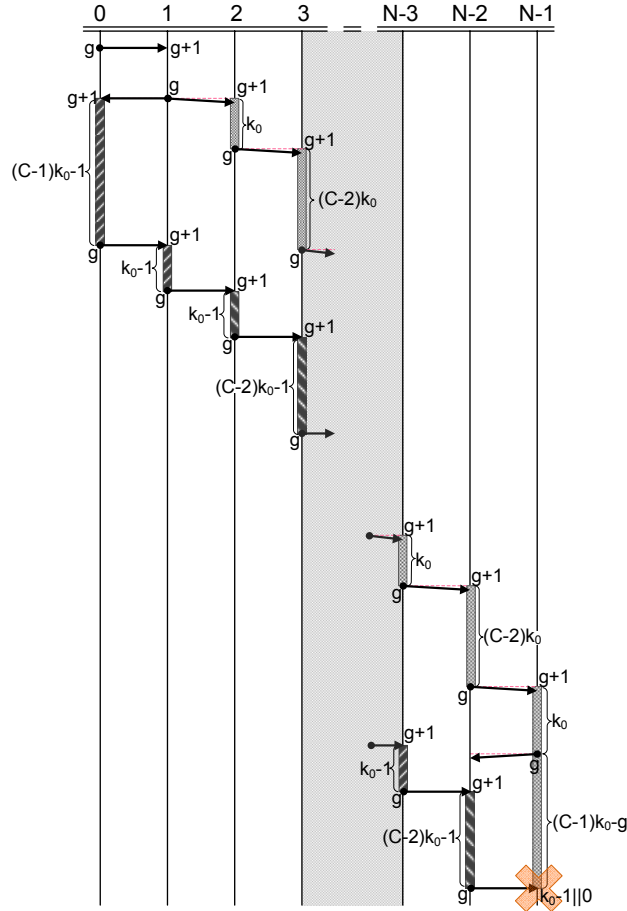 0 1 2 3 N-3 N-2 N-1
g g+1
g
g+1 g+1
k₀
g g+1
(C-1)k₀-1
(C-2)k₀
g+1
g g
k₀-1
g+1
g
k₀-1
g+1
g
(C-2)k₀-1
g
g+1
k₀
g+1
g
(C-2)k₀
g+1
g
k₀
g+1
g
k₀-1
g+1
g
(C-2)k₀-1
(C-1)k₀-g
g k₀-1||0